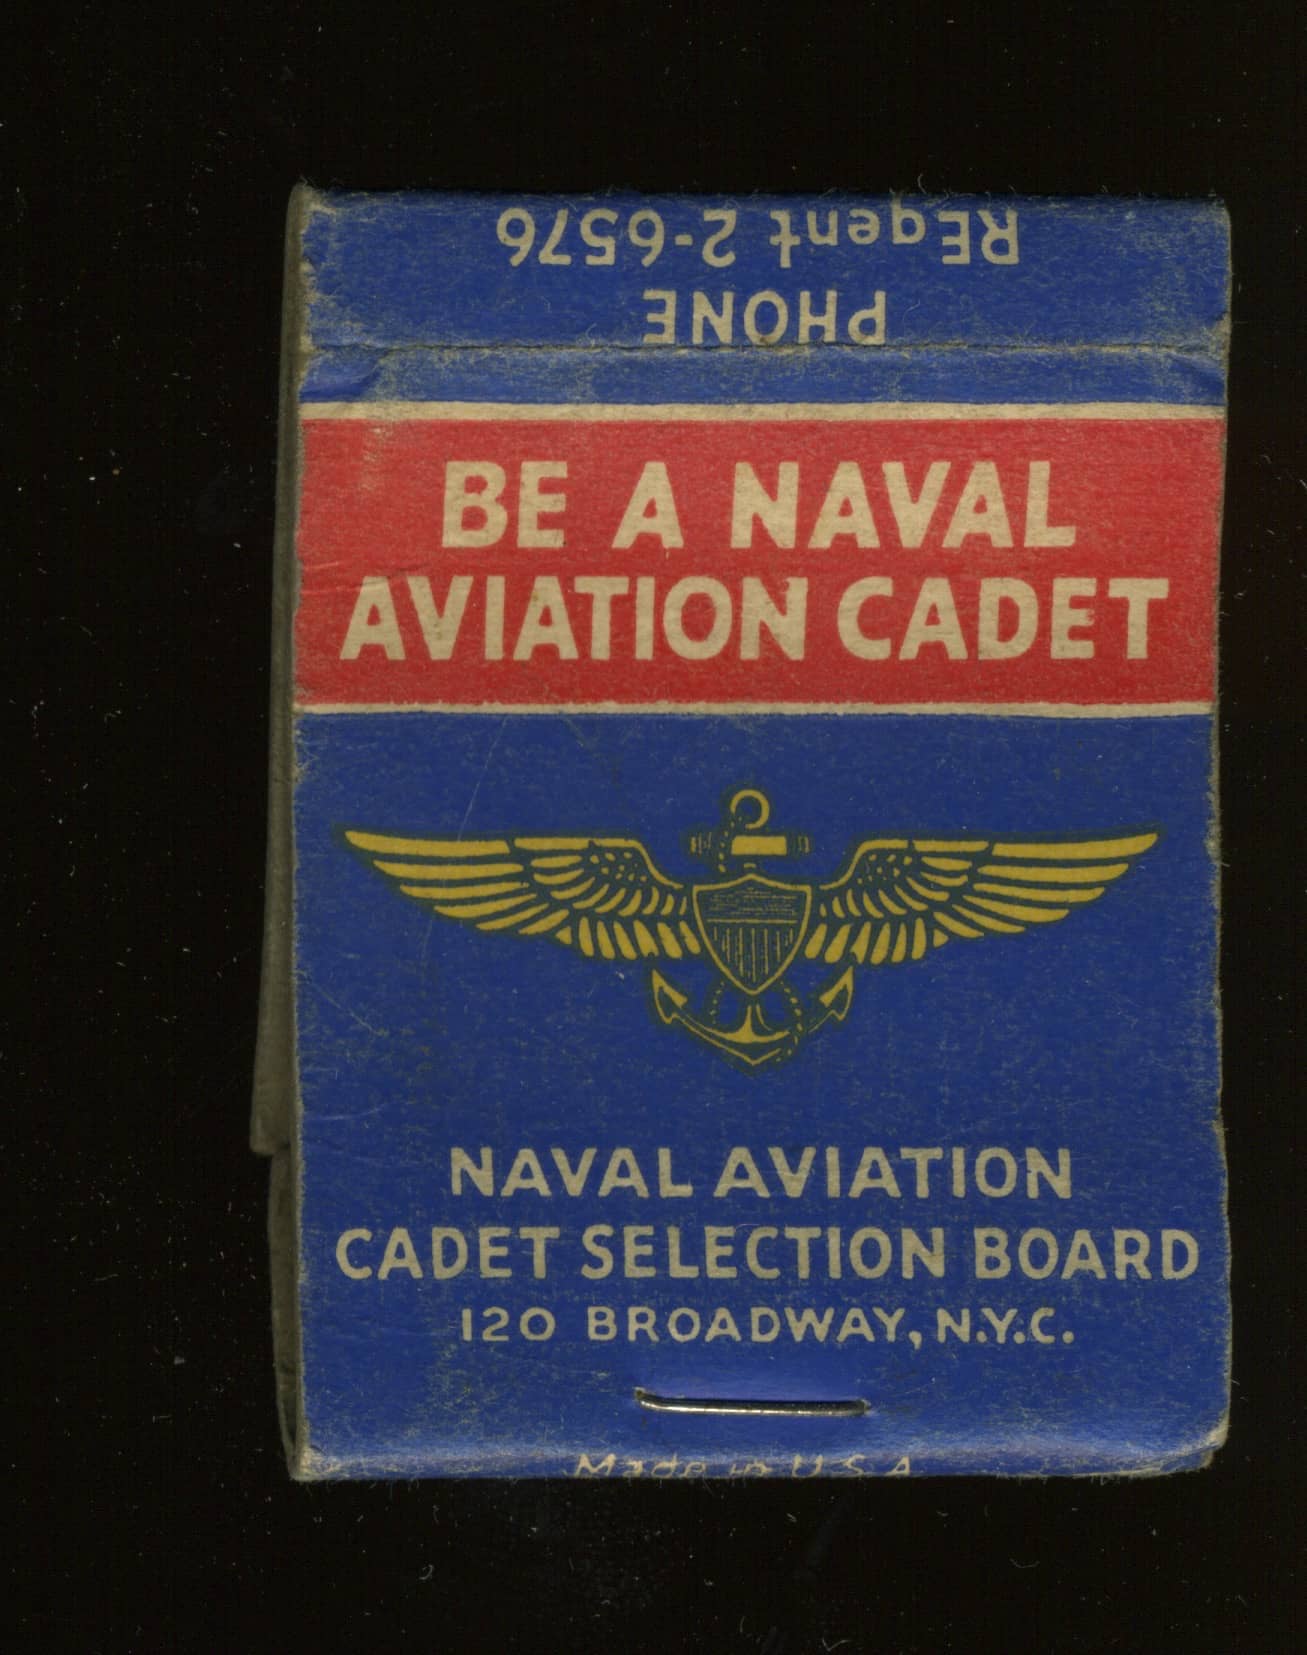 REgent 2-6576
PHONE
BE A NAVAL
AVIATION CADET
NAVAL AVIATION
CADET SELECTION BOARD
120 BROADWAY, N.Y.C.
Made in U S A